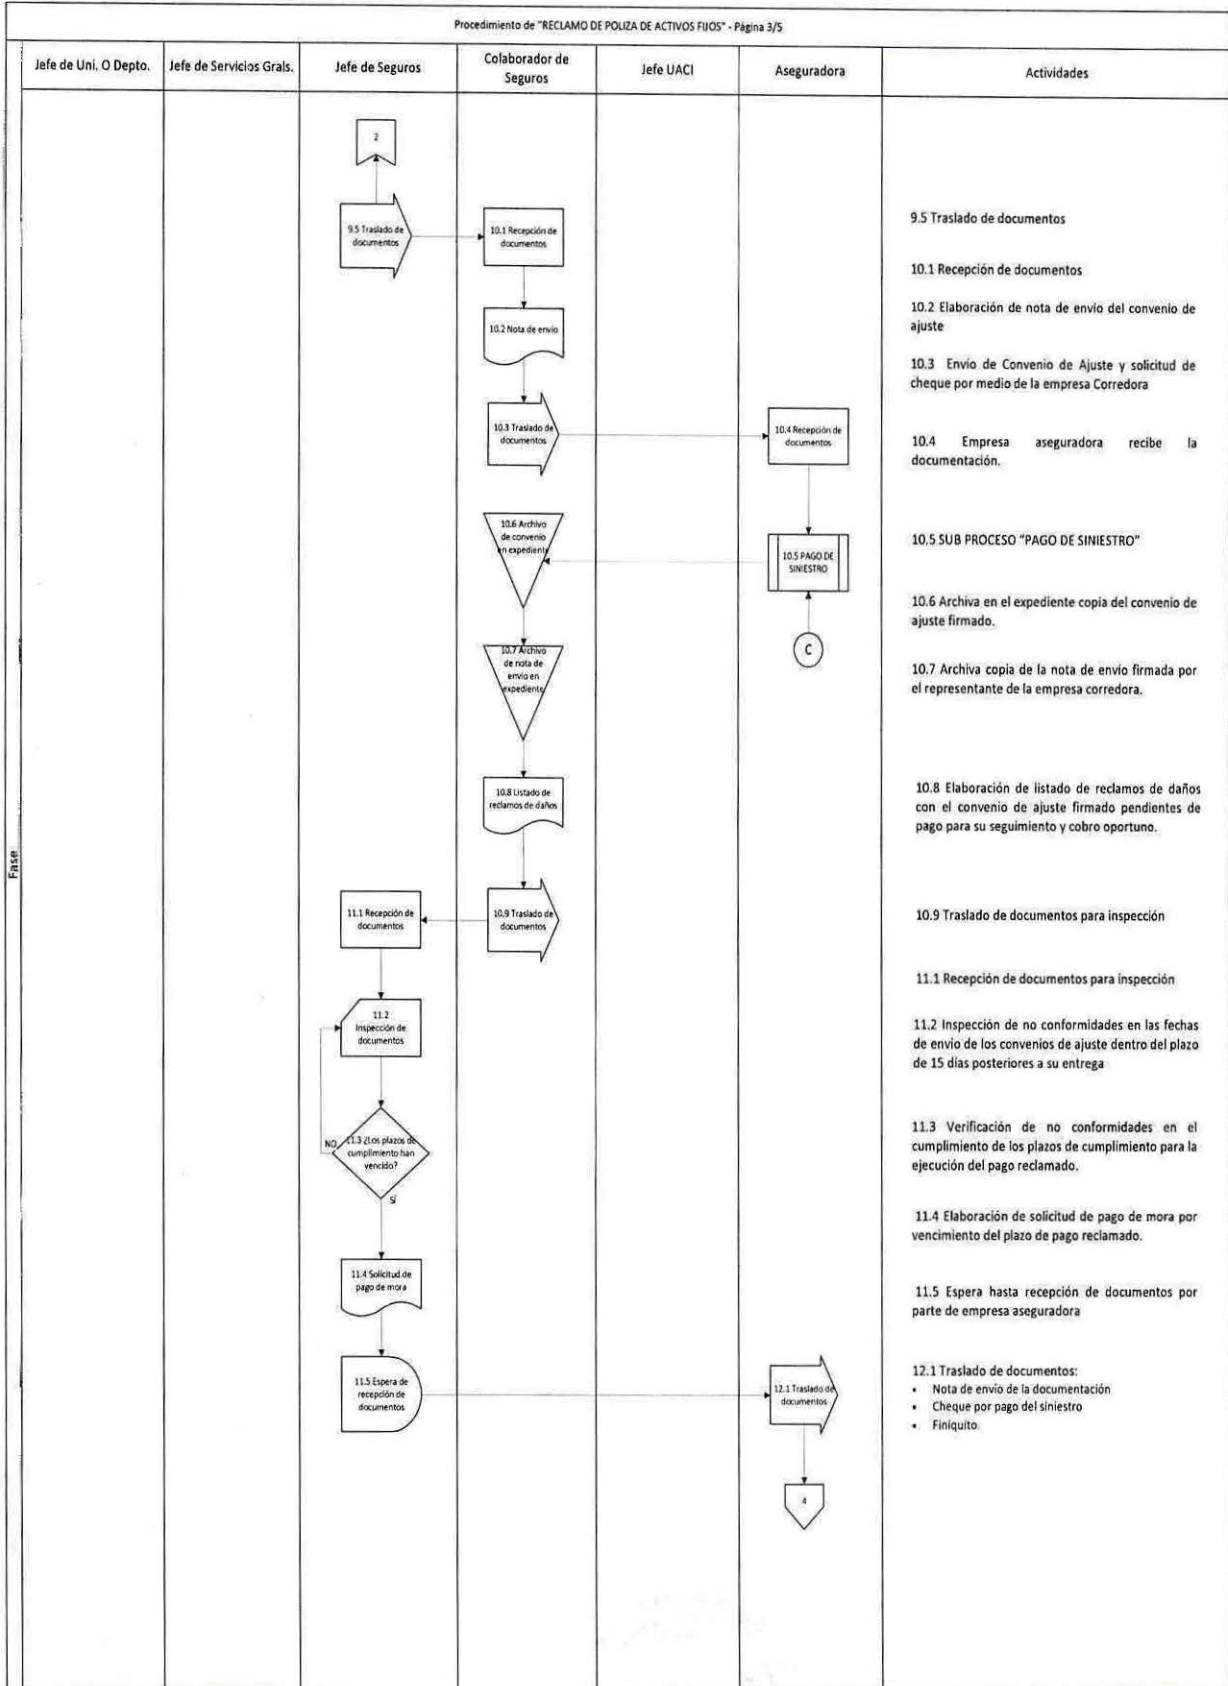 Procedimiento de "RECLAMO DE POLIZA DE ACTIVOS FIJOS" - Página 3/5
Jefe de Uni. O Depto.
Jefe de Servicios Grals.
Jefe de Seguros
Colaborador de
Seguros
Jefe UACI
Aseguradora
Actividades
Fase
2
9.5 Traslado de
documentos
10.1 Recepción de
documentos
10.2 Nota de envío
10.3 Traslado de
documentos
10.4 Recepción de
documentos
10.6 Archivo
de convenio
en expediente
10.5 PAGO DE
SINIESTRO
C
10.7 Archivo
de nota de
envío en
expediente
10.8 Listado de
reclamos de daños
11.1 Recepción de
documentos
10.9 Traslado de
documentos
11.2
Inspección de
documentos
NO
11.3 ¿Los plazos de
cumplimiento han
vencido?
SÍ
11.4 Solicitud de
pago de mora
11.5 Espera de
recepción de
documentos
12.1 Traslado de
documentos
4
9.5 Traslado de documentos
10.1 Recepción de documentos
10.2 Elaboración de nota de envío del convenio de
ajuste
10.3 Envío de Convenio de Ajuste y solicitud de
cheque por medio de la empresa Corredora
10.4 Empresa aseguradora recibe la
documentación.
10.5 SUB PROCESO "PAGO DE SINIESTRO"
10.6 Archiva en el expediente copia del convenio de
ajuste firmado.
10.7 Archiva copia de la nota de envío firmada por
el representante de la empresa corredora.
10.8 Elaboración de listado de reclamos de daños
con el convenio de ajuste firmado pendientes de
pago para su seguimiento y cobro oportuno.
10.9 Traslado de documentos para inspección
11.1 Recepción de documentos para inspección
11.2 Inspección de no conformidades en las fechas
de envío de los convenios de ajuste dentro del plazo
de 15 días posteriores a su entrega
11.3 Verificación de no conformidades en el
cumplimiento de los plazos de cumplimiento para la
ejecución del pago reclamado.
11.4 Elaboración de solicitud de pago de mora por
vencimiento del plazo de pago reclamado.
11.5 Espera hasta recepción de documentos por
parte de empresa aseguradora
12.1 Traslado de documentos:
• Nota de envío de la documentación
• Cheque por pago del siniestro
• Finiquito.